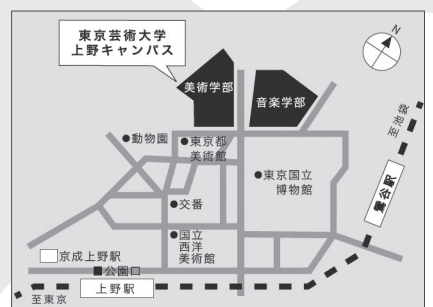 東京芸術大学
上野キャンパス
N
美術学部
音楽学部
至池袋
動物園
東京都
美術館
東京国立
博物館
鶯谷駅
交番
国立
西洋
美術館
京成上野駅
公園口
上野駅
至東京